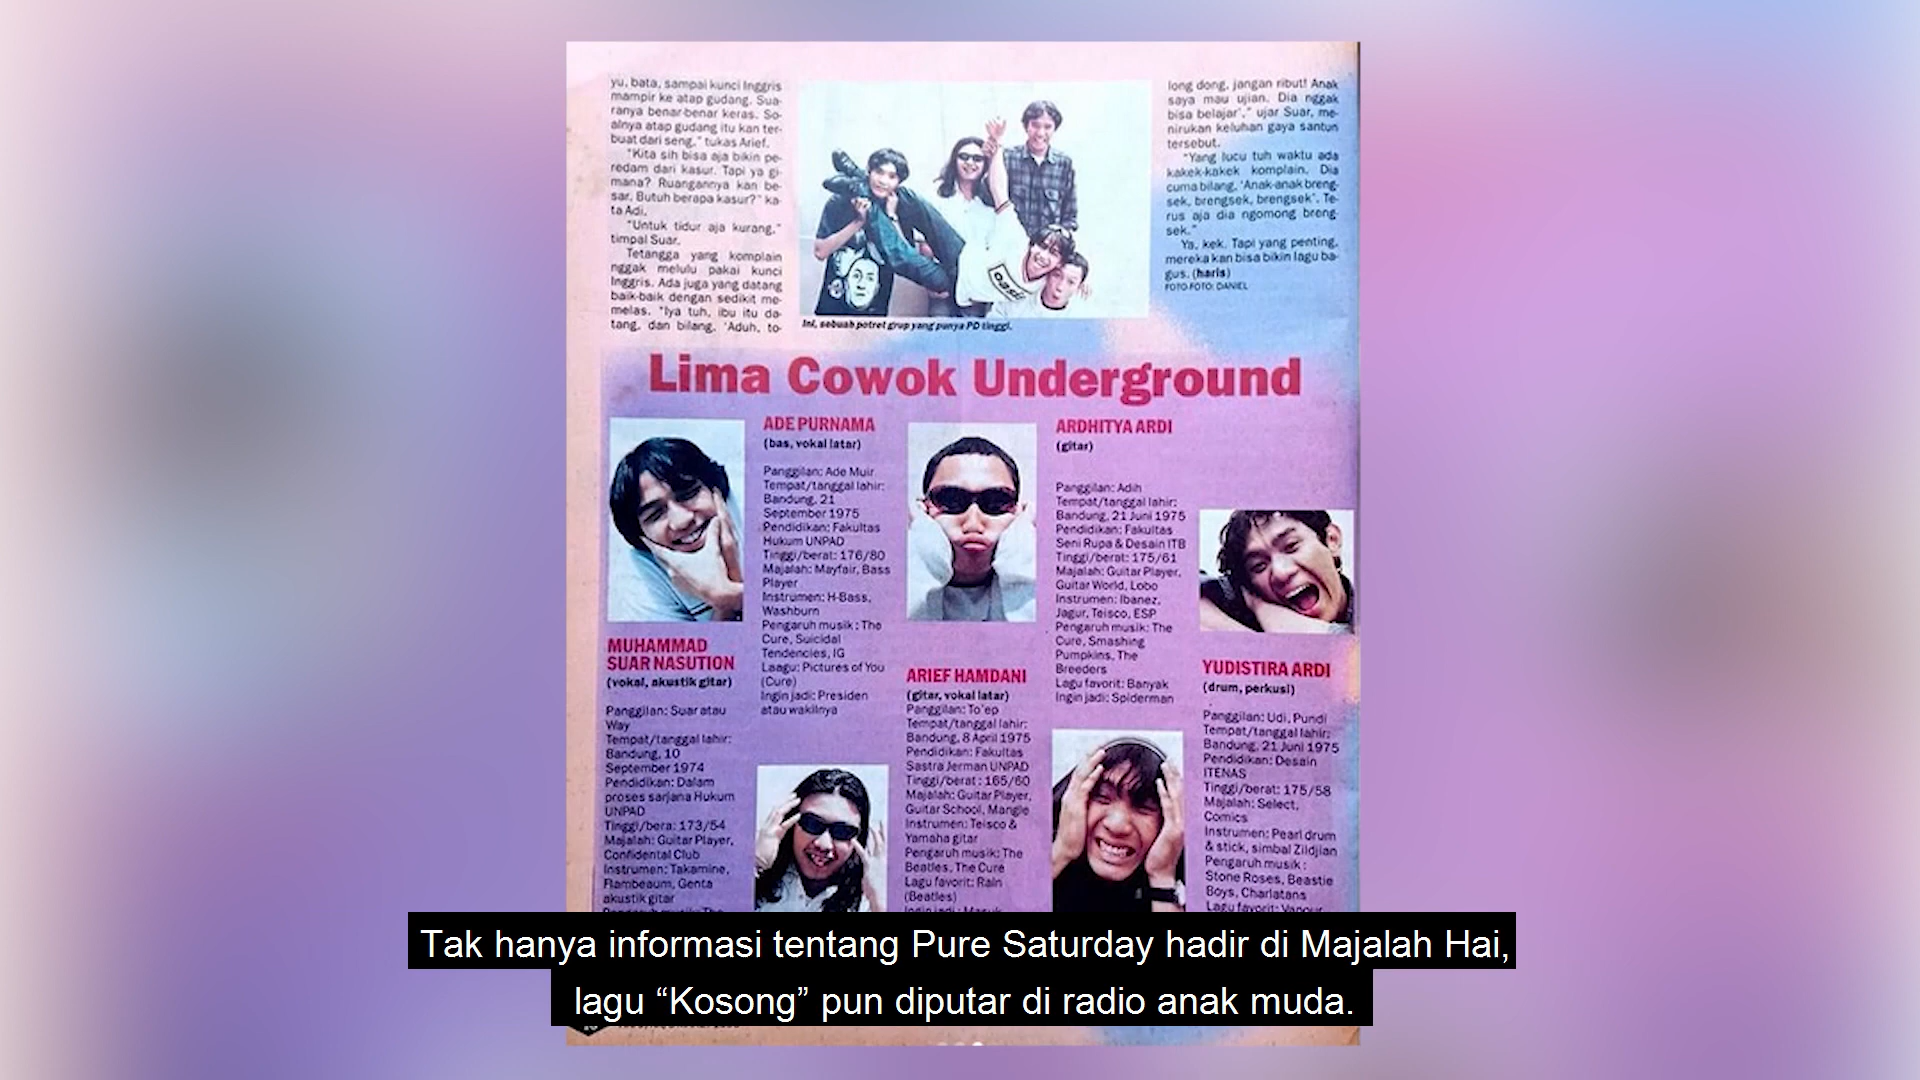 yu, bata, sampai kunci Inggris
mampir ke atap gudang. Sua-
ranya benar-benar keras. So-
alnya atap gudang itu kan ter-
buat dari seng," tukas Arief.
"Kita sih bisa aja bikin pe-
redam dari kasur. Tapi ya gi-
mana? Ruangannya kan be-
sar. Butuh berapa kasur?" ka-
ta Adi.
"Untuk tidur aja kurang,"
timpal Suar.
Tetangga yang komplain
nggak melulu pakai kunci
Inggris. Ada juga yang datang
baik-baik dengan sedikit me-
melas. "Iya tuh, ibu itu da-
tang, dan bilang, 'Aduh, to-
long dong, jangan ribut! Anak
saya mau ujian. Dia nggak
bisa belajar'," ujar Suar, me-
nirukan keluhan gaya santun
tersebut.
"Yang lucu tuh waktu ada
kakek-kakek komplain. Dia
cuma bilang, 'Anak-anak breng-
sek, brengsek, brengsek'. Te-
rus aja dia ngomong breng-
sek."
Ya, kek. Tapi yang penting,
mereka kan bisa bikin lagu ba-
gus. (haris)
FOTO FOTO: DANIEL
oasis
Ini, sebuah potret grup yang punya PD tinggi.
Lima Cowok Underground
MUHAMMAD
SUAR NASUTION
(vokal, akustik gitar)
Panggilan: Suar atau
Way
Tempat/tanggal lahir:
Bandung, 10
September 1974
Pendidikan: Dalam
proses sarjana Hukum
UNPAD
Tinggi/bera: 173/54
Majalah: Guitar Player,
Confidental Club
Instrumen: Takamine,
Flambeaum, Genta
akustik gitar
Pengaruh musik: The
ADE PURNAMA
(bas, vokal latar)
Panggilan: Ade Muir
Tempat/tanggal lahir:
Bandung, 21
September 1975
Pendidikan: Fakultas
Hukum UNPAD
Tinggi/berat: 176/80
Majalah: Mayfair, Bass
Player
Instrumen: H-Bass,
Washburn
Pengaruh musik : The
Cure, Suicidal
Tendencies, IG
Laagu: Pictures of You
(Cure)
Ingin jadi: Presiden
atau wakilnya
ARIEF HAMDANI
(gitar, vokal latar)
Panggilan: To'ep
Tempat/tanggal lahir:
Bandung, 8 April 1975
Pendidikan: Fakultas
Sastra Jerman UNPAD
Tinggi/berat : 165/60
Majalah: Guitar Player,
Guitar School, Mangle
Instrumen: Teisco &
Yamaha gitar
Pengaruh musik: The
Beatles, The Cure
Lagu favorit: Rain
(Beatles)
Ingin jadi: Masuk
ARDHITYA ARDI
(gitar)
Panggilan: Adih
Tempat/tanggal lahir:
Bandung, 21 Juni 1975
Pendidikan: Fakultas
Seni Rupa & Desain ITB
Tinggi/berat: 175/61
Majalah: Guitar Player,
Guitar World, Lobo
Instrumen: Ibanez,
Jagur, Teisco, ESP
Pengaruh musik: The
Cure, Smashing
Pumpkins, The
Breeders
Lagu favorit: Banyak
Ingin jadi: Spiderman
YUDISTIRA ARDI
(drum, perkusi)
Panggilan: Udi, Pundi
Tempat/tanggal lahir:
Bandung, 21 Juni 1975
Pendidikan: Desain
ITENAS
Tinggi/berat: 175/58
Majalah: Select,
Comics
Instrumen: Pearl drum
& stick, simbal Zildjian
Pengaruh musik :
Stone Roses, Beastie
Boys, Charlatans
Lagu favorit: Vapour
Tak hanya informasi tentang Pure Saturday hadir di Majalah Hai,
lagu “Kosong” pun diputar di radio anak muda.